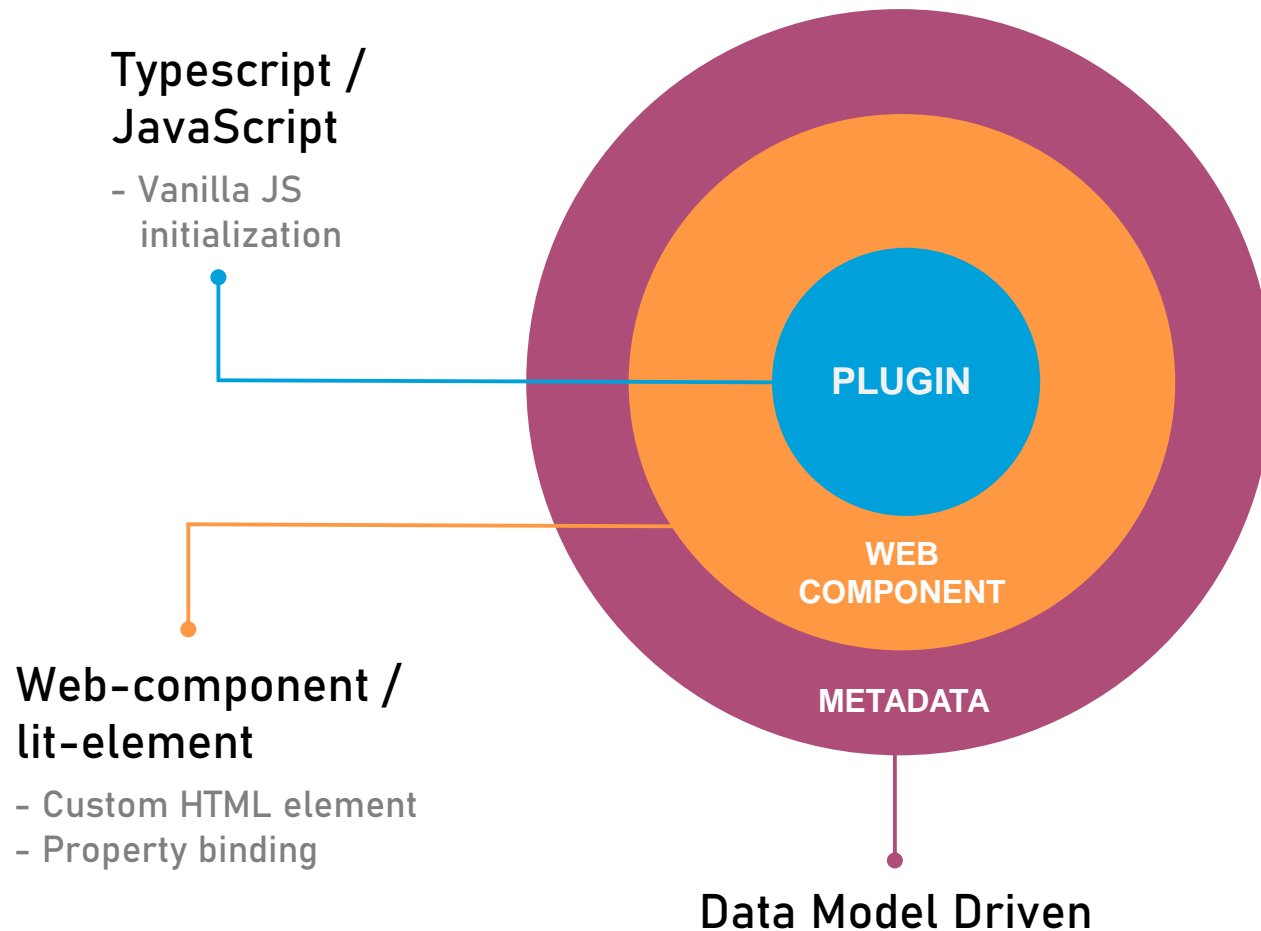 Typescript /
JavaScript
- Vanilla JS
initialization
PLUGIN
WEB
COMPONENT
METADATA
Web-component /
lit-element
- Custom HTML element
- Property binding
Data Model Driven